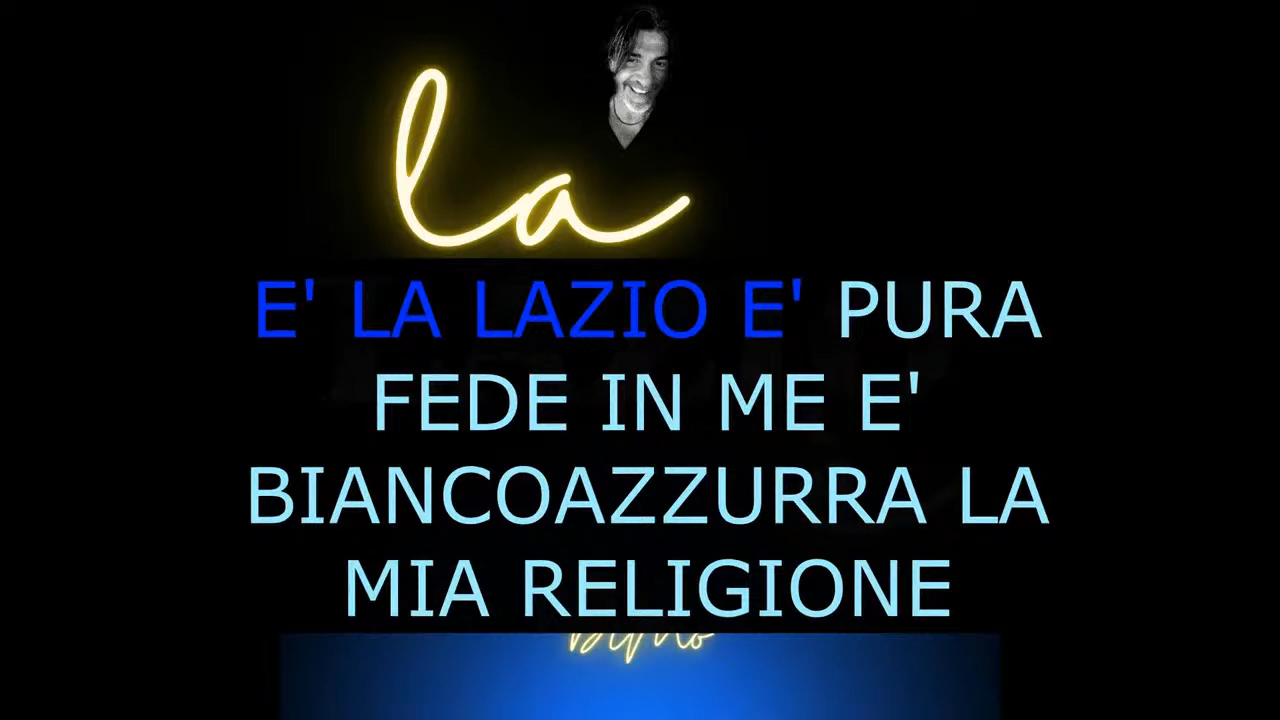 la
E' LA LAZIO E' PURA
FEDE IN ME E'
BIANCOAZZURRA LA
MIA RELIGIONE